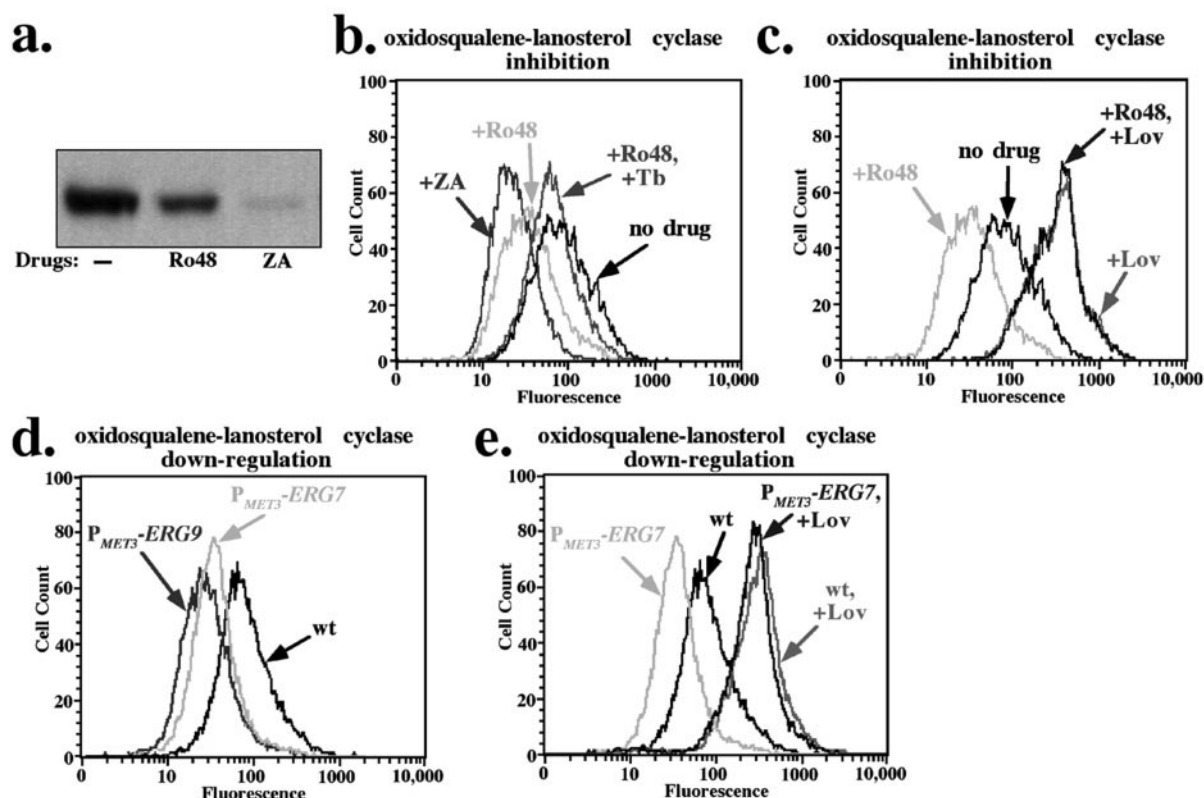 a.
Drugs: – Ro48 ZA
b.
oxidosqualene-lanosterol cyclase
inhibition
100
80
60
40
20
0
Cell Count
+ZA
+Ro48
+Ro48,
+Tb
no drug
0 10 100 1000 10,000
Fluorescence
c.
oxidosqualene-lanosterol cyclase
inhibition
100
80
60
40
20
0
Cell Count
+Ro48
no drug
+Ro48,
+Lov
+Lov
0 10 100 1000 10,000
Fluorescence
d.
oxidosqualene-lanosterol cyclase
down-regulation
100
80
60
40
20
0
Cell Count
PMET3-ERG9
PMET3-ERG7
wt
0 10 100 1000 10,000
Fluorescence
e.
oxidosqualene-lanosterol cyclase
down-regulation
100
80
60
40
20
0
Cell Count
PMET3-ERG7
wt
PMET3-ERG7,
+Lov
wt,
+Lov
0 10 100 1000 10,000
Fluorescence